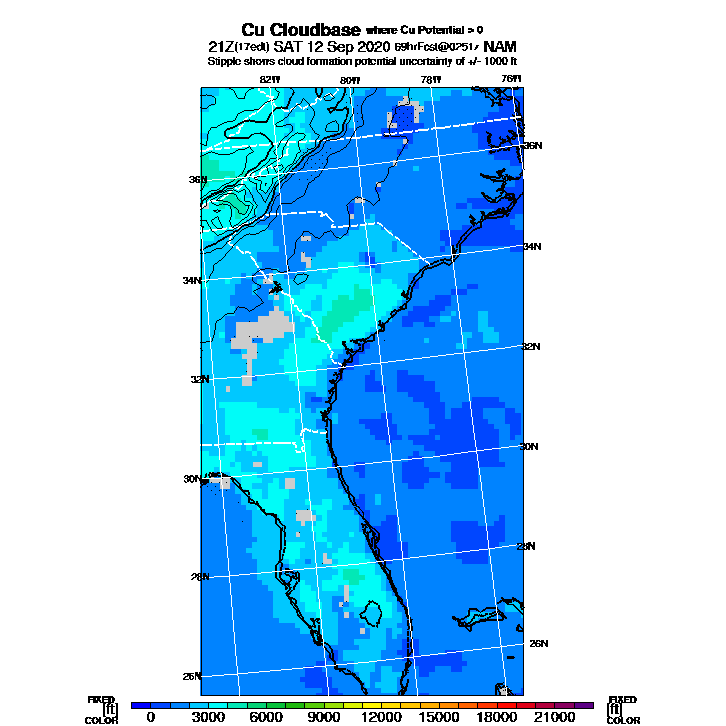 Cu Cloudbase where Cu Potential > 0
21Z(17edt) SAT 12 Sep 2020 69hrFcst@0251z NAM
Stipple shows cloud formation potential uncertainty of +/- 1000 ft
82W 80W 78W 76W
36N
36N
34N
34N
32N
32N
30N
30N
28N
28N
26N
26N
FIXED FIXED
[ft] [ft]
COLOR COLOR
0 3000 6000 9000 12000 15000 18000 21000